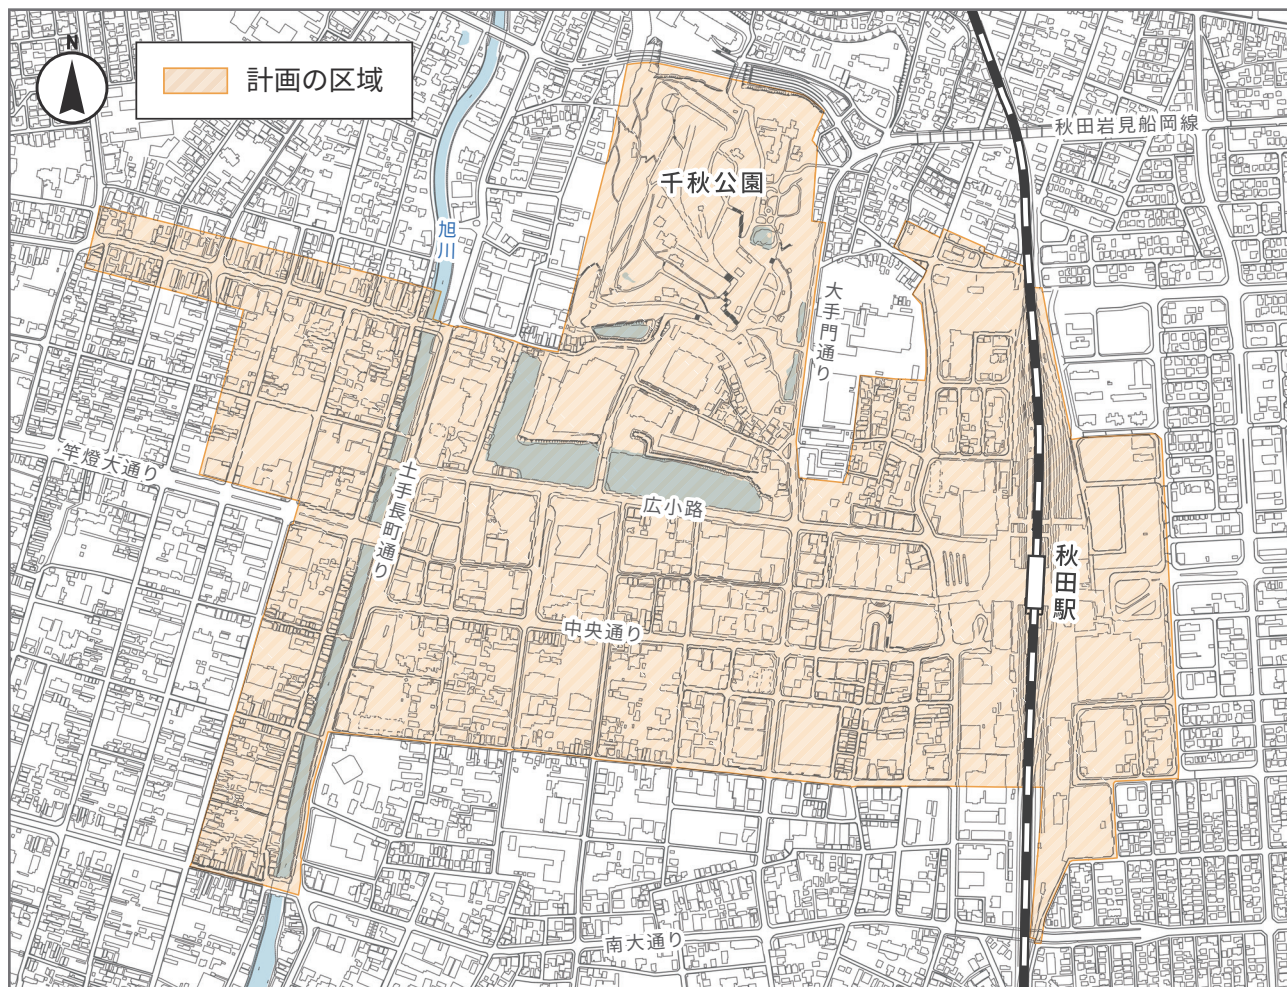 N
計画の区域
秋田岩見船岡線
千秋公園
旭川
大手門通り
竿燈大通り
土手長町通り
広小路
秋田駅
中央通り
南大通り